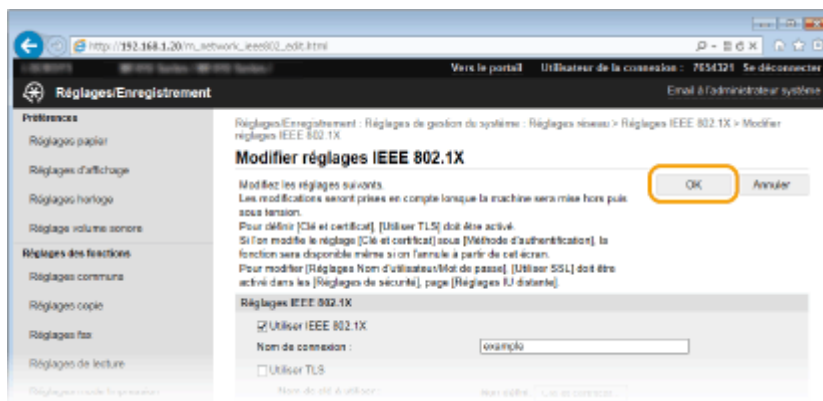 http://192.168.1.20/m_network_ieee802_edit.html
Vers le portail Utilisateur de la connexion : 7654321 Se déconnecter
Réglages/Enregistrement
Email à l'administrateur système
Préférences
Réglages papier
Réglages d'affichage
Réglages horloge
Réglage volume sonore
Réglages des fonctions
Réglages communs
Réglages copie
Réglages fax
Réglages de lecture
Réglages/Enregistrement : Réglages de gestion du système : Réglages réseau > Réglages IEEE 802.1X > Modifier
réglages IEEE 802.1X
Modifier réglages IEEE 802.1X
OK Annuler
Modifiez les réglages suivants.
Les modifications seront prises en compte lorsque la machine sera mise hors puis
sous tension.
Pour définir [Clé et certificat], [Utiliser TLS] doit être activé.
Si l'on modifie le réglage [Clé et certificat] sous [Méthode d'authentification], la
fonction sera disponible même si on l'annule à partir de cet écran.
Pour modifier [Réglages Nom d'utilisateur/Mot de passe], [Utiliser SSL] doit être
activé dans les [Réglages de sécurité], page [Réglages IU distante].
Réglages IEEE 802.1X
Utiliser IEEE 802.1X
Nom de connexion : example
Utiliser TLS
Nom de clé à utiliser :